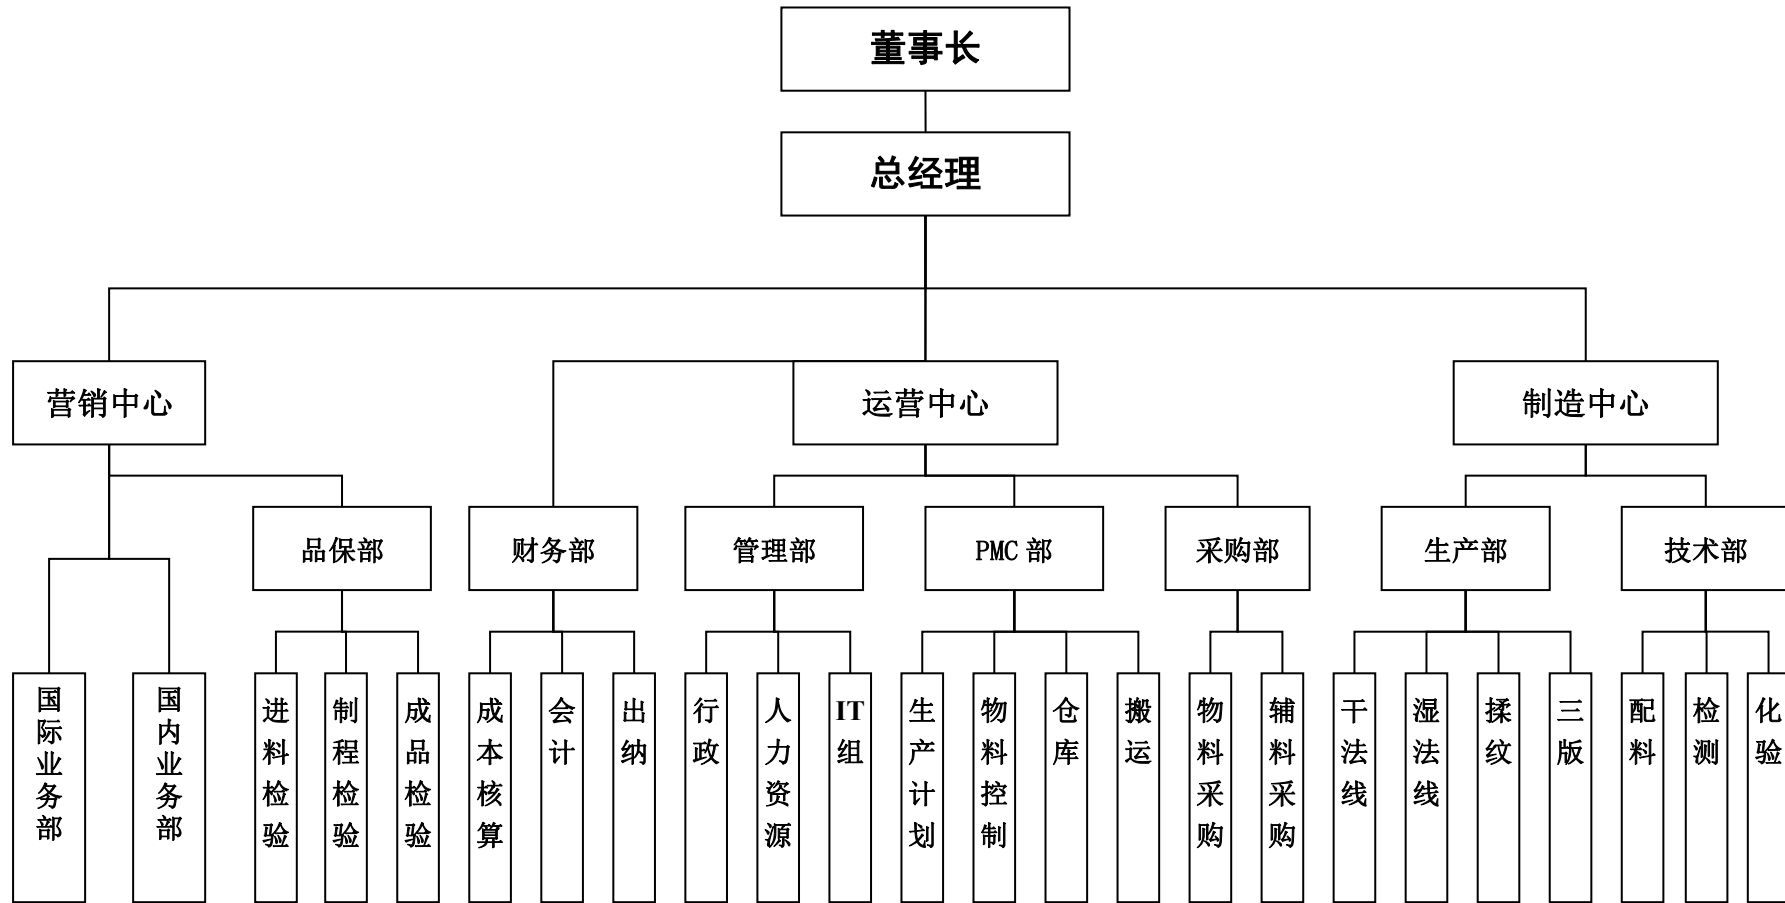 董事长
总经理
营销中心
运营中心
制造中心
品保部
财务部
管理部
PMC 部
采购部
生产部
技术部
国际业务部
国内业务部
进料检验
制程检验
成品检验
成本核算
会计
出纳
行政
人力资源
IT组
生产计划
物料控制
仓库
搬运
物料采购
辅料采购
干法线
湿法线
揉纹
三版
配料
检测
化验